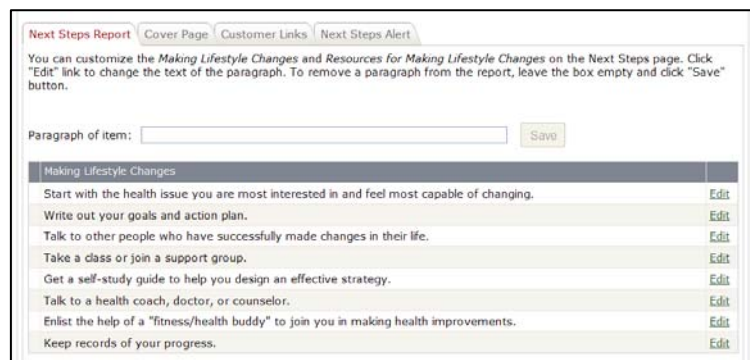 Next Steps Report Cover Page Customer Links Next Steps Alert
You can customize the Making Lifestyle Changes and Resources for Making Lifestyle Changes on the Next Steps page. Click
"Edit" link to change the text of the paragraph. To remove a paragraph from the report, leave the box empty and click "Save"
button.
Paragraph of item: Save
Making Lifestyle Changes
Start with the health issue you are most interested in and feel most capable of changing. Edit
Write out your goals and action plan. Edit
Talk to other people who have successfully made changes in their life. Edit
Take a class or join a support group. Edit
Get a self-study guide to help you design an effective strategy. Edit
Talk to a health coach, doctor, or counselor. Edit
Enlist the help of a "fitness/health buddy" to join you in making health improvements. Edit
Keep records of your progress. Edit